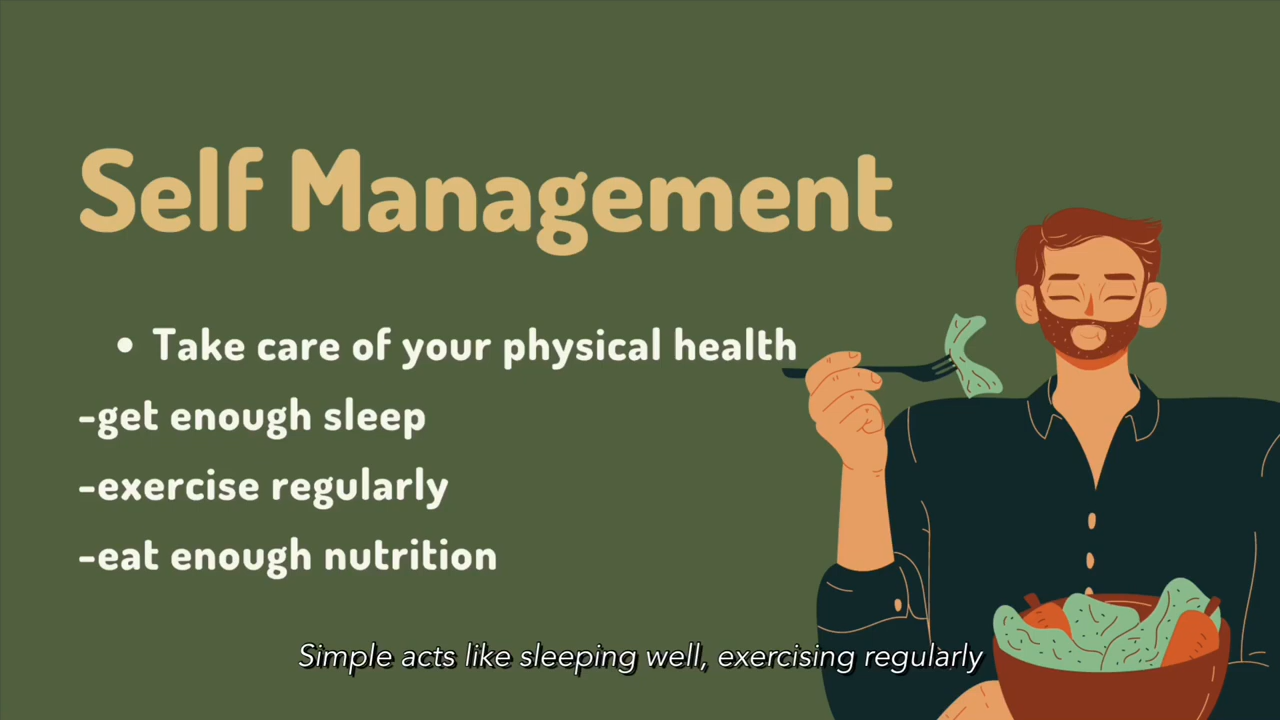 Self Management
• Take care of your physical health
-get enough sleep
-exercise regularly
-eat enough nutrition
Simple acts like sleeping well, exercising regularly